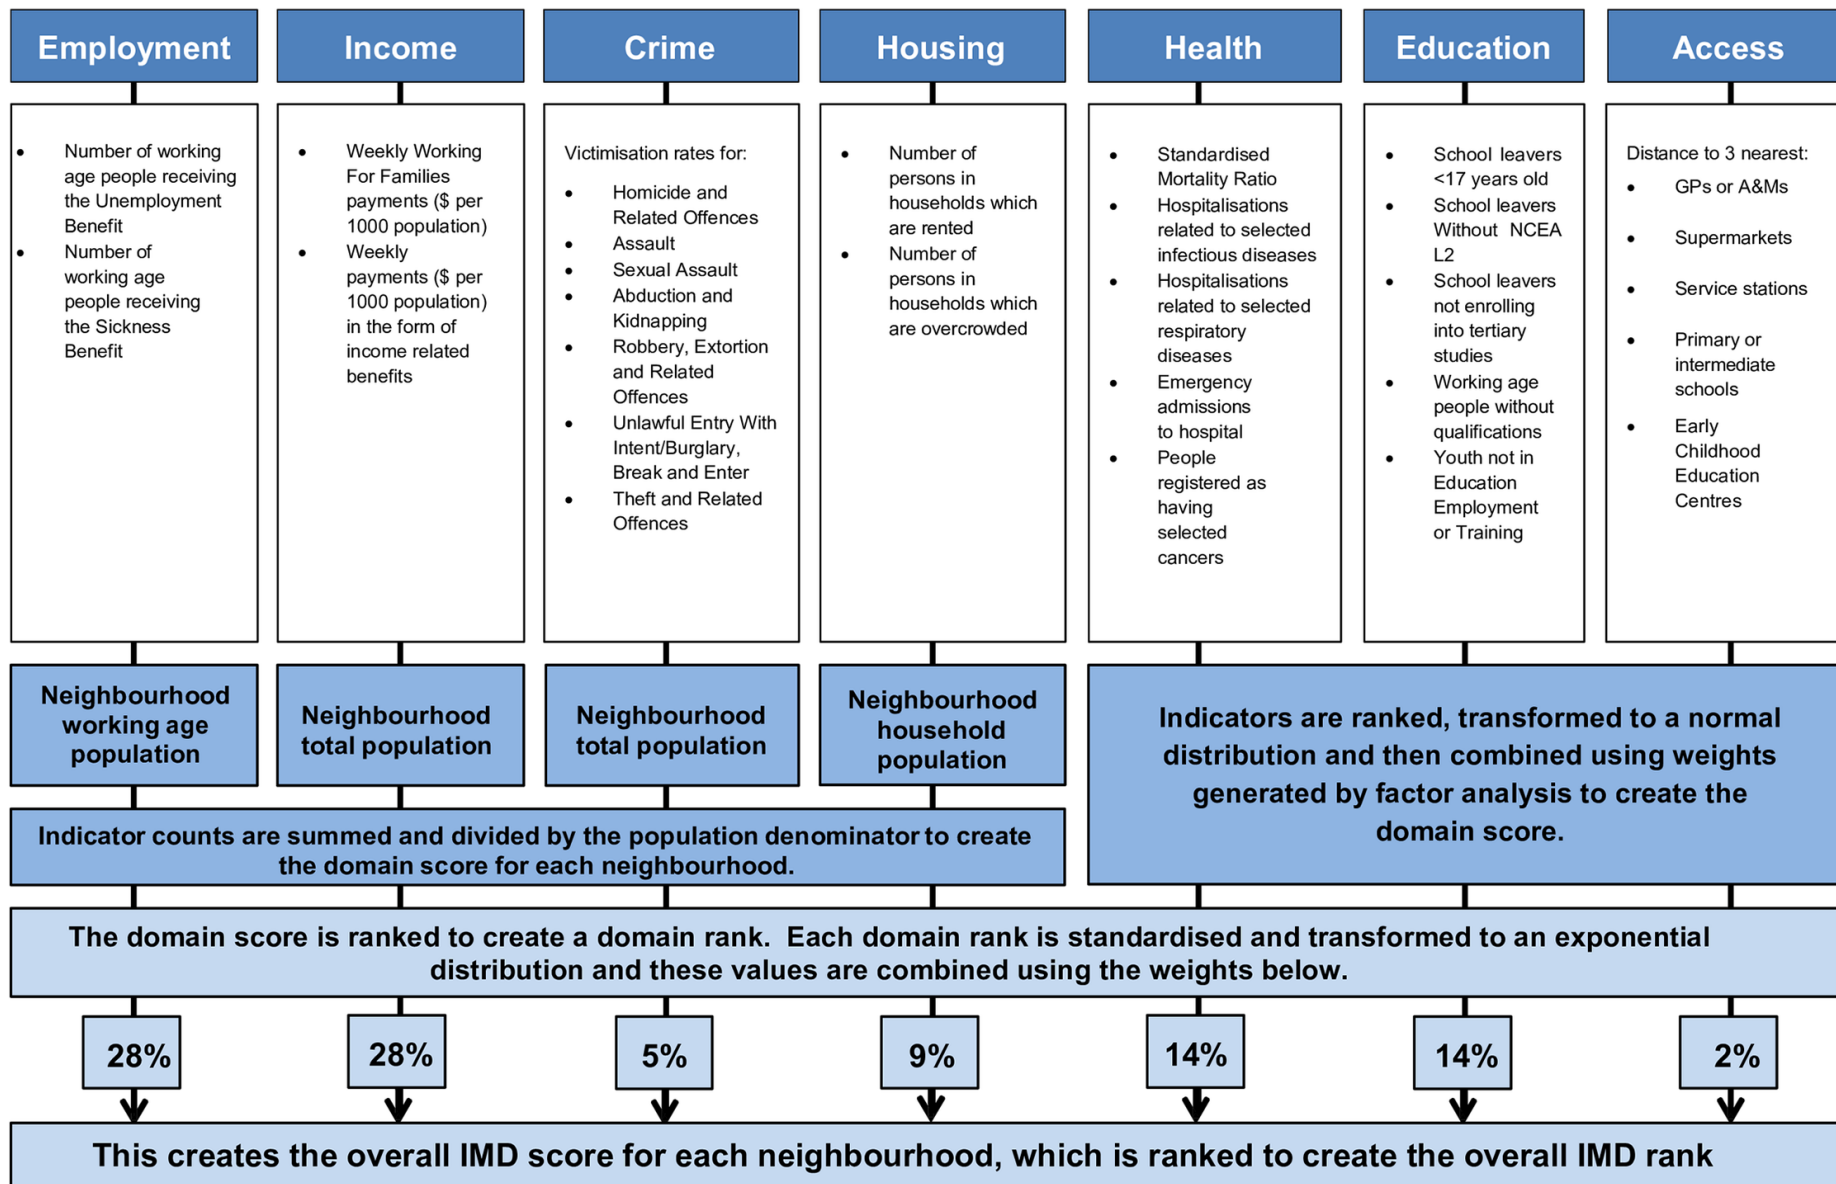 Employment
Income
Crime
Housing
Health
Education
Access
• Number of working
age people receiving
the Unemployment
Benefit
• Number of
working age
people receiving
the Sickness
Benefit
• Weekly Working
For Families
payments ($ per
1000 population)
• Weekly
payments ($ per
1000 population)
in the form of
income related
benefits
Victimisation rates for:
• Homicide and
Related Offences
• Assault
• Sexual Assault
• Abduction and
Kidnapping
• Robbery, Extortion
and Related
Offences
• Unlawful Entry With
Intent/Burglary,
Break and Enter
• Theft and Related
Offences
• Number of
persons in
households which
are rented
• Number of
persons in
households which
are overcrowded
• Standardised
Mortality Ratio
• Hospitalisations
related to selected
infectious diseases
• Hospitalisations
related to selected
respiratory
diseases
• Emergency
admissions
to hospital
• People
registered as
having
selected
cancers
• School leavers
<17 years old
• School leavers
Without NCEA
L2
• School leavers
not enrolling
into tertiary
studies
• Working age
people without
qualifications
• Youth not in
Education
Employment
or Training
Distance to 3 nearest:
• GPs or A&Ms
• Supermarkets
• Service stations
• Primary or
intermediate
schools
• Early
Childhood
Education
Centres
Neighbourhood
working age
population
Neighbourhood
total population
Neighbourhood
total population
Neighbourhood
household
population
Indicators are ranked, transformed to a normal
distribution and then combined using weights
generated by factor analysis to create the
domain score.
Indicator counts are summed and divided by the population denominator to create
the domain score for each neighbourhood.
The domain score is ranked to create a domain rank. Each domain rank is standardised and transformed to an exponential
distribution and these values are combined using the weights below.
28%
28%
5%
9%
14%
14%
2%
This creates the overall IMD score for each neighbourhood, which is ranked to create the overall IMD rank